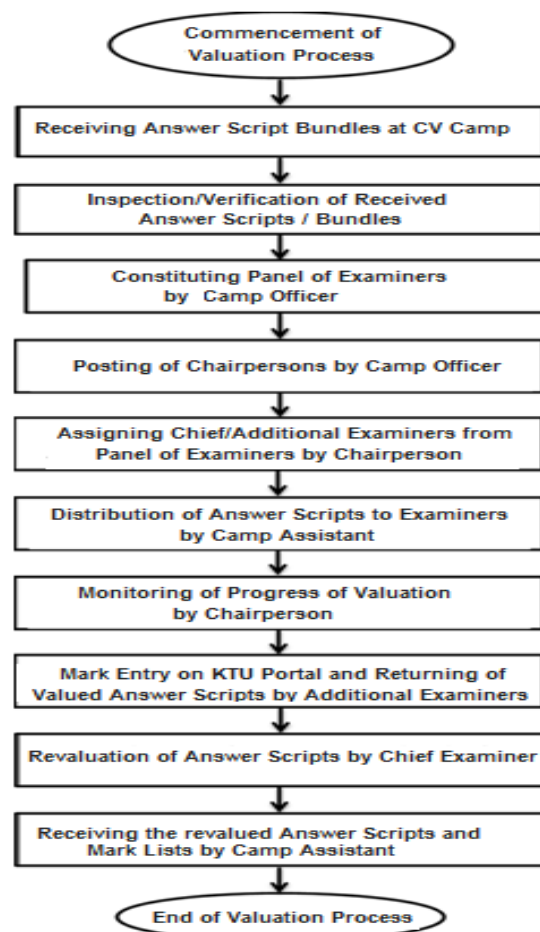 Commencement of
Valuation Process
Receiving Answer Script Bundles at CV Camp
Inspection/Verification of Received
Answer Scripts / Bundles
Constituting Panel of Examiners
by Camp Officer
Posting of Chairpersons by Camp Officer
Assigning Chief/Additional Examiners from
Panel of Examiners by Chairperson
Distribution of Answer Scripts to Examiners
by Camp Assistant
Monitoring of Progress of Valuation
by Chairperson
Mark Entry on KTU Portal and Returning of
Valued Answer Scripts by Additional Examiners
Revaluation of Answer Scripts by Chief Examiner
Receiving the revalued Answer Scripts and
Mark Lists by Camp Assistant
End of Valuation Process